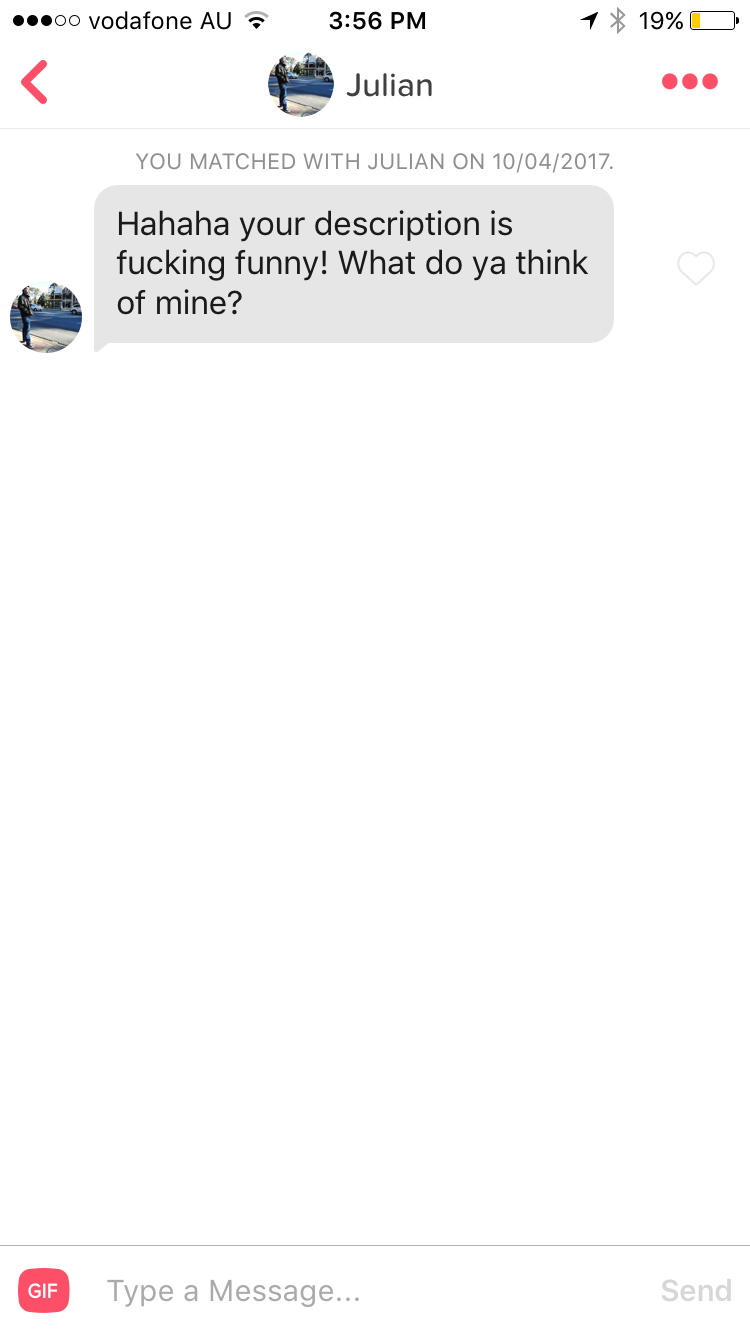 vodafone AU 3:56 PM 19%
Julian
YOU MATCHED WITH JULIAN ON 10/04/2017.
Hahaha your description is
fucking funny! What do ya think
of mine?
GIF Type a Message... Send